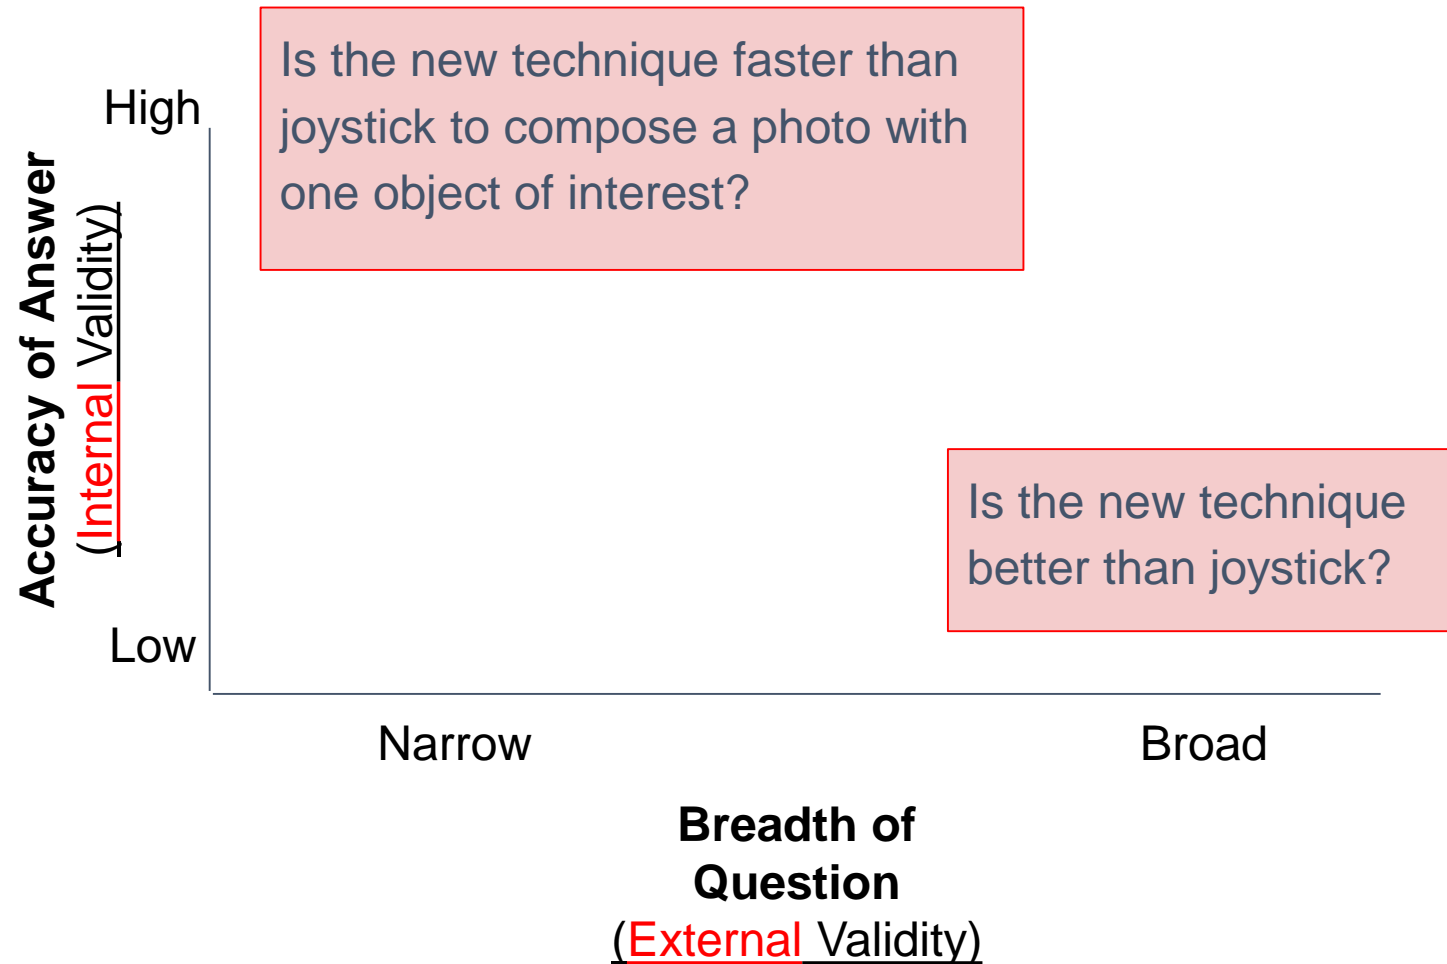 Is the new technique faster than
joystick to compose a photo with
one object of interest?
High
Accuracy of Answer
(Internal Validity)
Is the new technique
better than joystick?
Low
Narrow
Broad
Breadth of
Question
(External Validity)